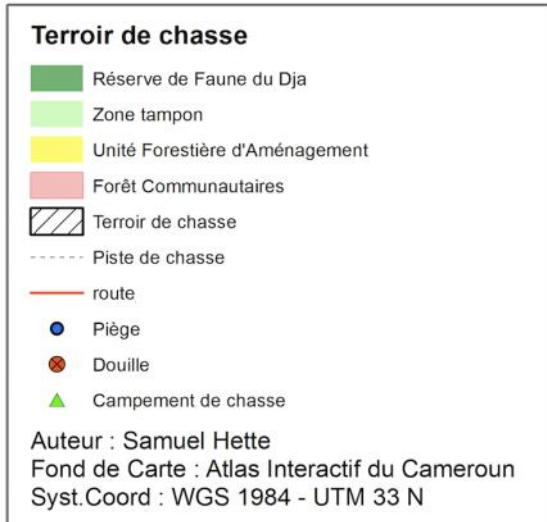 Terroir de chasse
Réserve de Faune du Dja
Zone tampon
Unité Forestière d'Aménagement
Forêt Communautaires
Terroir de chasse
Piste de chasse
route
Piège
Douille
Campement de chasse
Auteur : Samuel Hette
Fond de Carte : Atlas Interactif du Cameroun
Syst.Coord : WGS 1984 - UTM 33 N